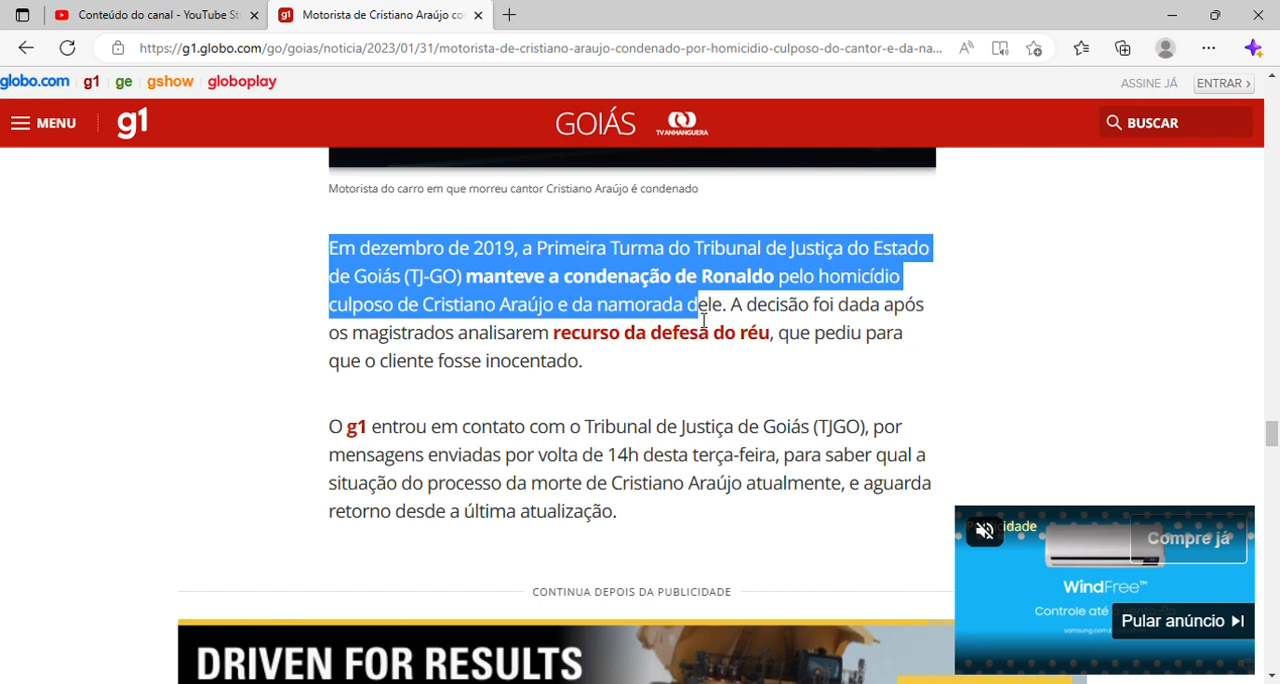 Conteúdo do canal - YouTube St
Motorista de Cristiano Araújo co
https://g1.globo.com/go/goias/noticia/2023/01/31/motorista-de-cristiano-araujo-condenado-por-homicidio-culposo-do-cantor-e-da-na...
globo.com g1 ge gshow globoplay
ASSINE JÁ ENTRAR ›
MENU g1 GOIÁS TV ANHANGUERA BUSCAR
Motorista do carro em que morreu cantor Cristiano Araújo é condenado
Em dezembro de 2019, a Primeira Turma do Tribunal de Justiça do Estado
de Goiás (TJ-GO) manteve a condenação de Ronaldo pelo homicídio
culposo de Cristiano Araújo e da namorada dele. A decisão foi dada após
os magistrados analisarem recurso da defesa do réu, que pediu para
que o cliente fosse inocentado.
O g1 entrou em contato com o Tribunal de Justiça de Goiás (TJGO), por
mensagens enviadas por volta de 14h desta terça-feira, para saber qual a
situação do processo da morte de Cristiano Araújo atualmente, e aguarda
retorno desde a última atualização.
Compre já
WindFree™
Controle até
Pular anúncio
CONTINUA DEPOIS DA PUBLICIDADE
DRIVEN FOR RESULTS